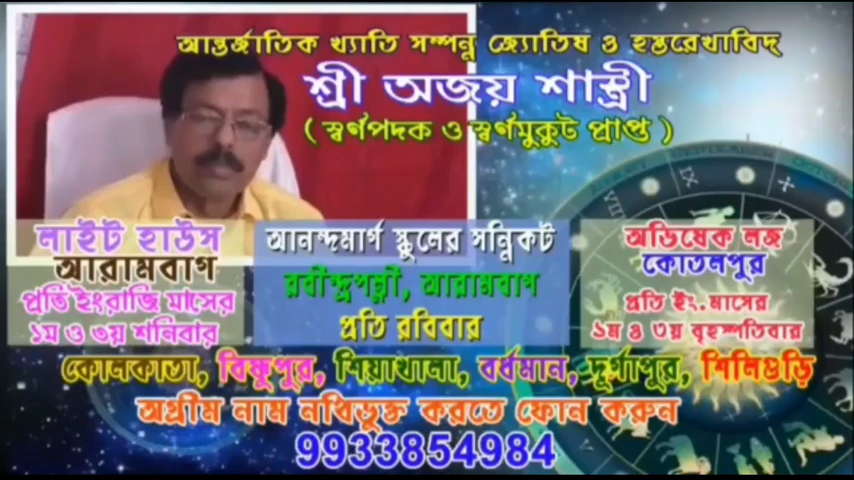 আন্তর্জাতিক খ্যাতি সম্পন্ন জ্যোতিষ ও হস্তরেখাবিদ্
শ্রী অজয় শাস্ত্রী
( স্বর্ণপদক ও স্বর্ণমুকুট প্রাপ্ত )
লাইট হাউস
আরামবাগ
প্রতি ইংরাজি মাসের
১ম ও ৩য় শনিবার
আনন্দমার্গ স্কুলের সন্নিকট
রবীন্দ্রপল্লী, আরামবাগ
প্রতি রবিবার
অভিষেক লজ
কোতলপুর
প্রতি ইং.মাসের
১ম ও ৩য় বৃহস্পতিবার
কোলকাতা, বিষ্ণুপুর, শিয়াখালা, বর্ধমান, দূর্গাপুর, শিলিগুড়ি
অগ্রীম নাম নথিভুক্ত করতে ফোন করুন
9933854984